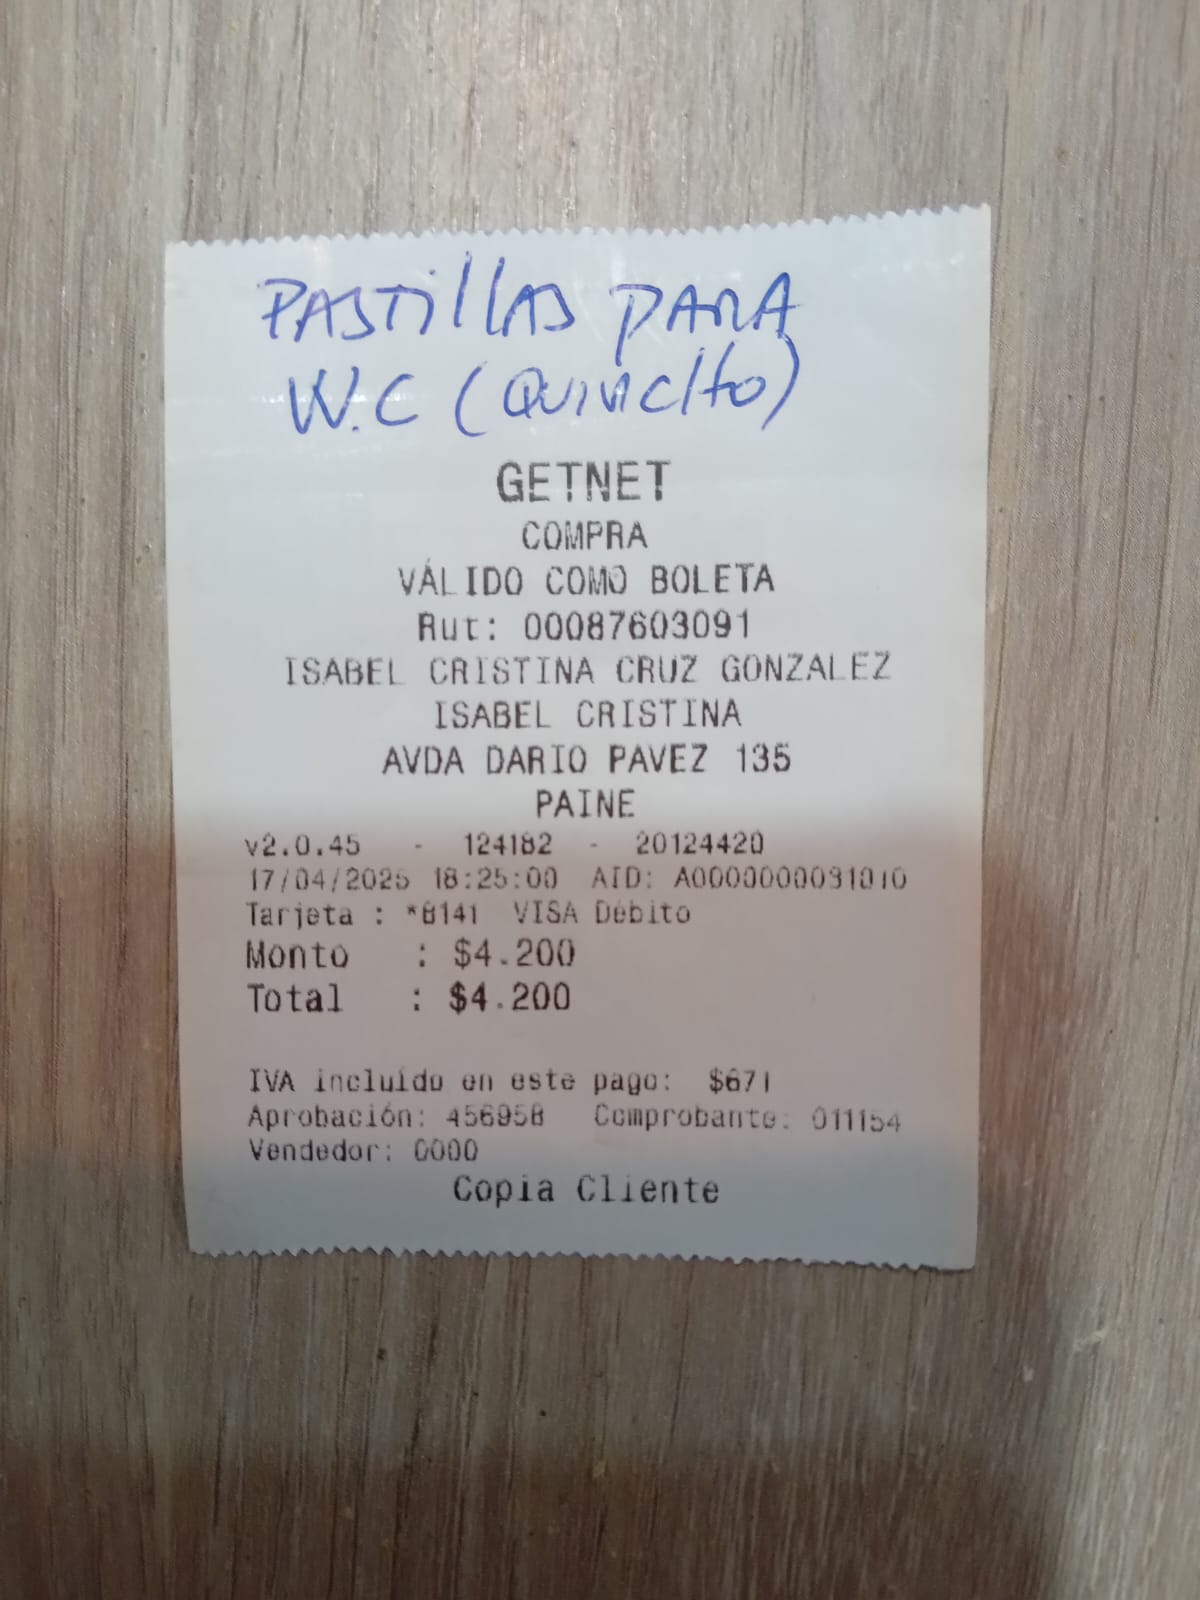 PASTillAS PARA
W.C (QUINCHO)
GETNET
COMPRA
VÁLIDO COMO BOLETA
Rut: 00087603091
ISABEL CRISTINA CRUZ GONZALEZ
ISABEL CRISTINA
AVDA DARIO PAVEZ 135
PAINE
v2.0.45 - 124182 - 20124420
17/04/2025 18:25:00 AID: A0000000031010
Tarjeta : *8141 VISA Débito
Monto : $4.200
Total : $4.200
IVA incluído en este pago: $671
Aprobación: 456958 Comprobante: 011154
Vendedor: 0000
Copia Cliente